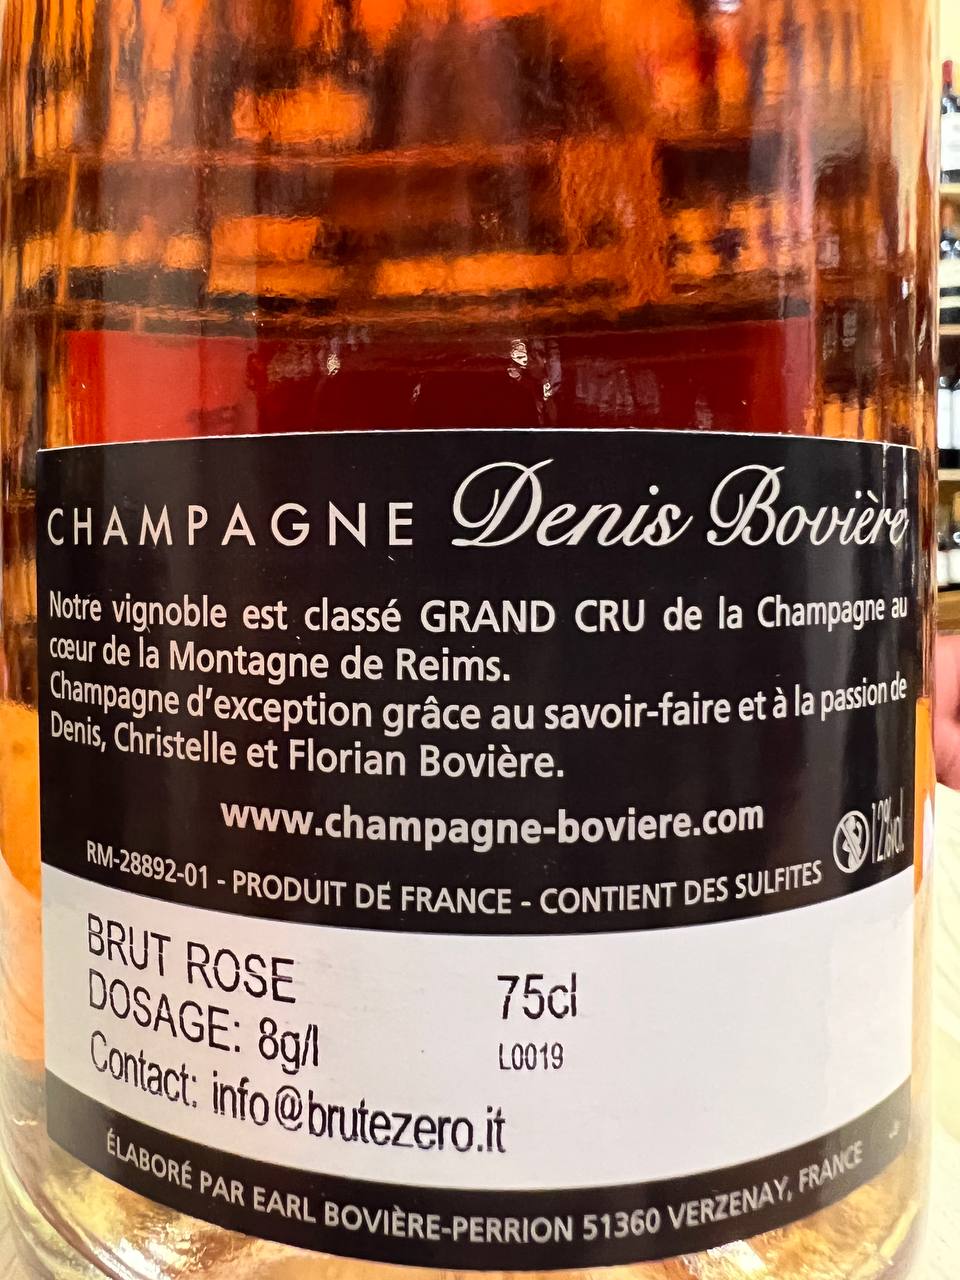 CHAMPAGNE Denis Bovière
Notre vignoble est classé GRAND CRU de la Champagne au
cœur de la Montagne de Reims.
Champagne d'exception grâce au savoir-faire et à la passion de
Denis, Christelle et Florian Bovière.
www.champagne-boviere.com
12%vol.
RM-28892-01 - PRODUIT DE FRANCE - CONTIENT DES SULFITES
BRUT ROSE
75cl
DOSAGE: 8g/l
L0019
Contact: info@brutezero.it
ÉLABORÉ PAR EARL BOVIÈRE-PERRION 51360 VERZENAY, FRANCE